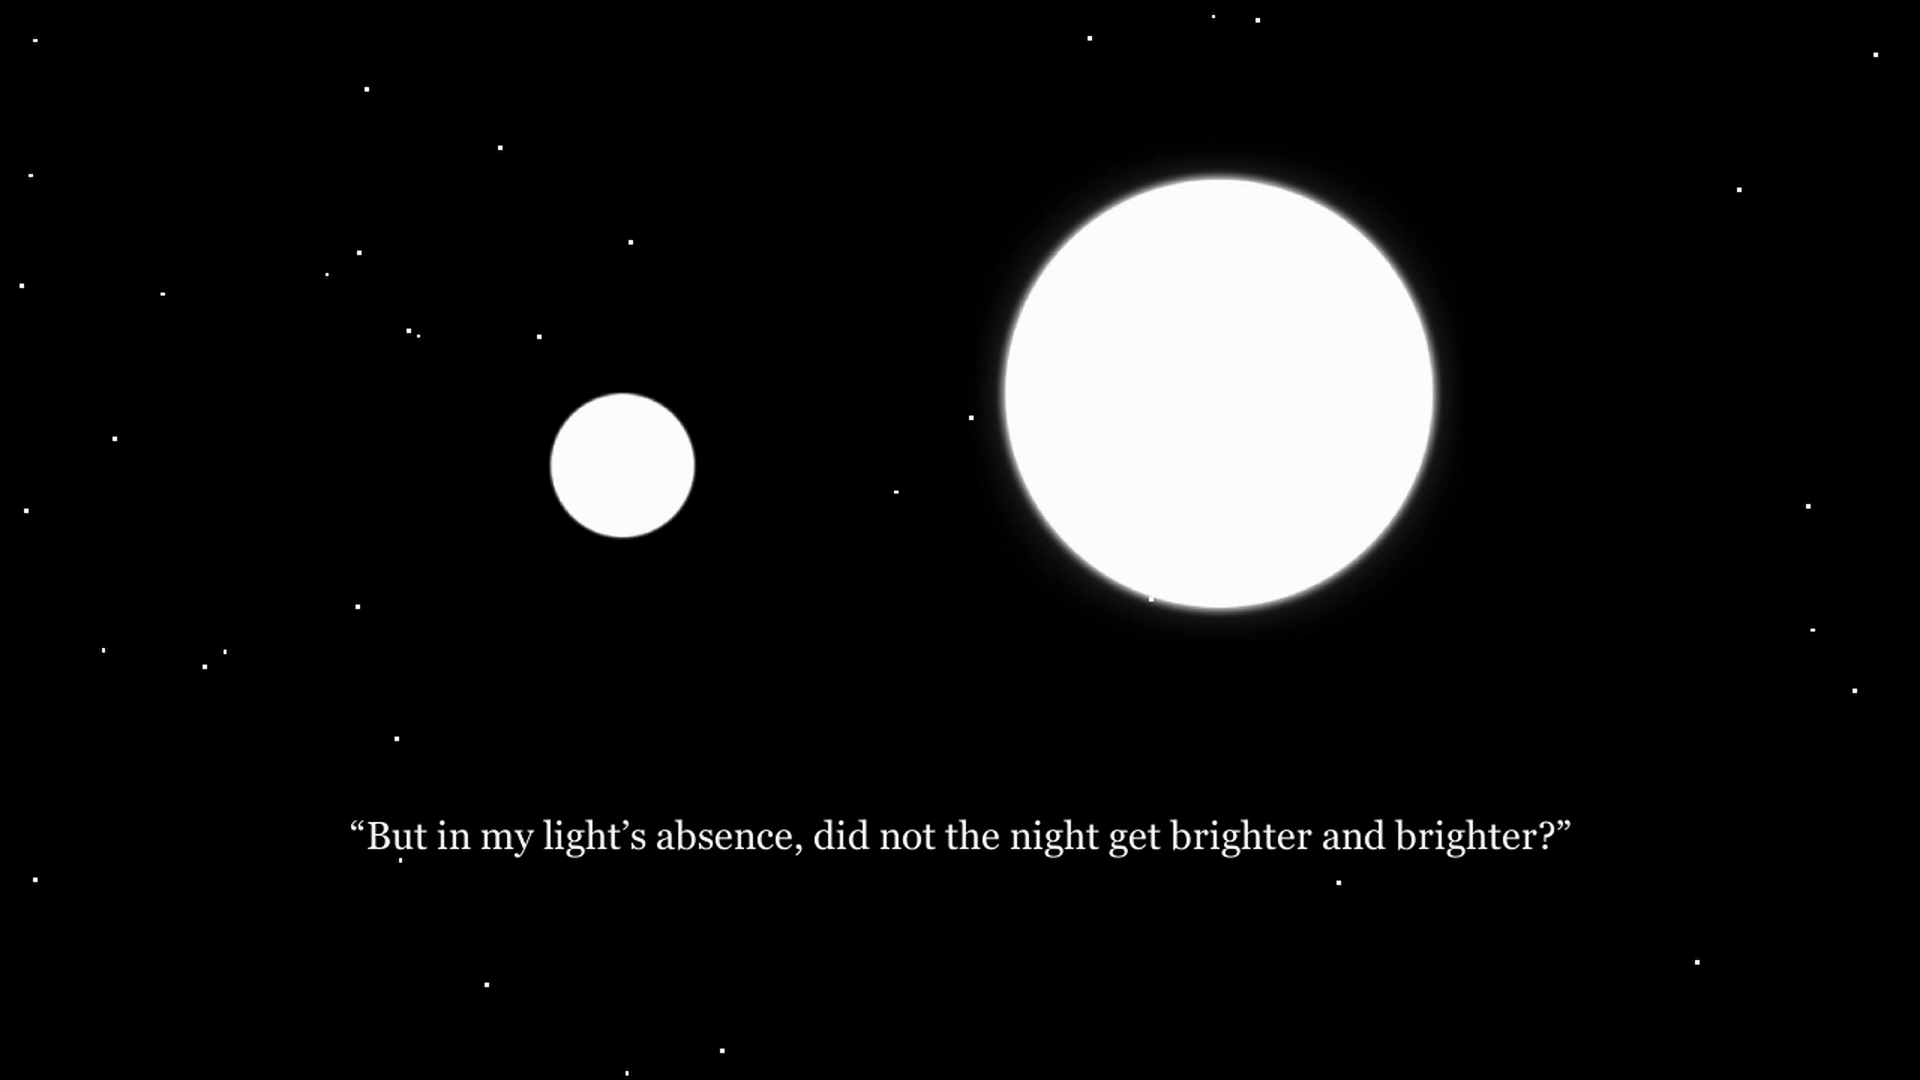 “But in my light’s absence, did not the night get brighter and brighter?”